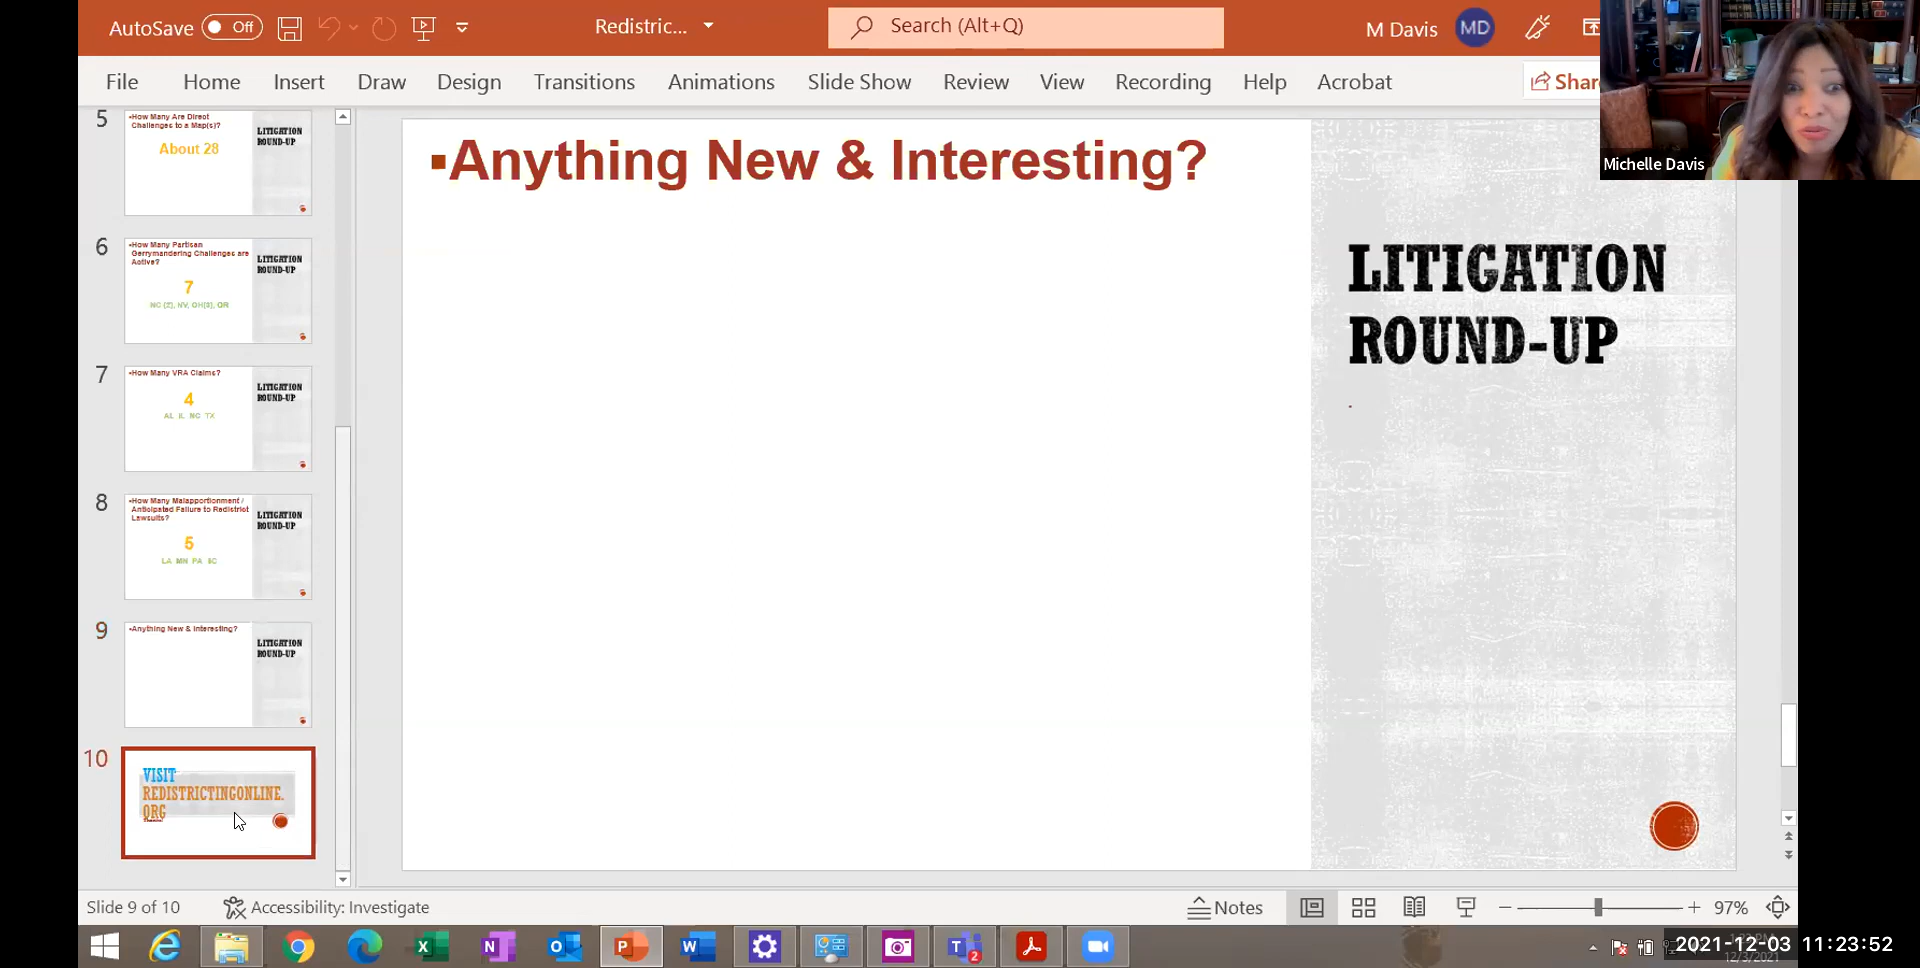 AutoSave Off
Redistric...
Search (Alt+Q)
M Davis MD
File Home Insert Draw Design Transitions Animations Slide Show Review View Recording Help Acrobat
Michelle Davis
5
▪How Many Are Direct
Challenges to a Map(s)?
About 28
LITIGATION
ROUND-UP
6
▪How Many Partisan
Gerrymandering Challenges are
Active?
7
NC (2), NV, OH(3), OR
LITIGATION
ROUND-UP
7
▪How Many VRA Claims?
4
AL IL NC TX
LITIGATION
ROUND-UP
8
▪How Many Malapportionment /
Anticipated Failure to Redistrict
Lawsuits?
5
LA MN PA SC
LITIGATION
ROUND-UP
9
▪Anything New & Interesting?
LITIGATION
ROUND-UP
10
VISIT
REDISTRICTINGONLINE.
ORG
▪Anything New & Interesting?
LITIGATION
ROUND-UP
.
Slide 9 of 10
Accessibility: Investigate
Notes
97%
2021-12-03 11:23:52
12/3/2021